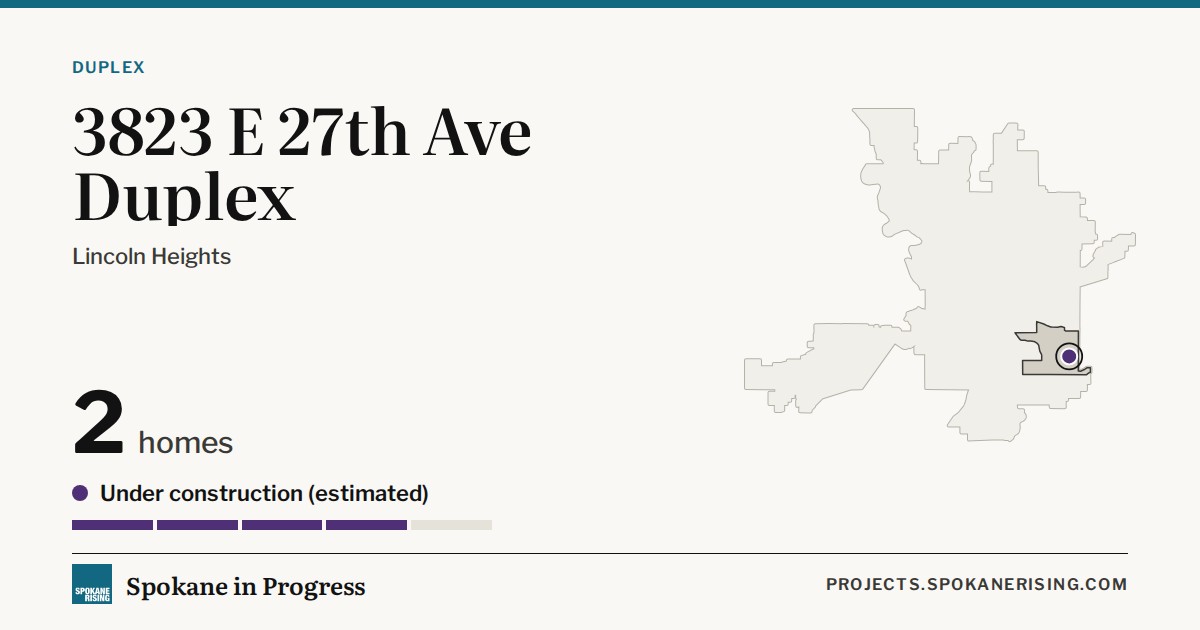 DUPLEX
3823 E 27th Ave
Duplex
Lincoln Heights
2 homes
Under construction (estimated)
SPOKANE
RISING
Spokane in Progress
PROJECTS.SPOKANERISING.COM